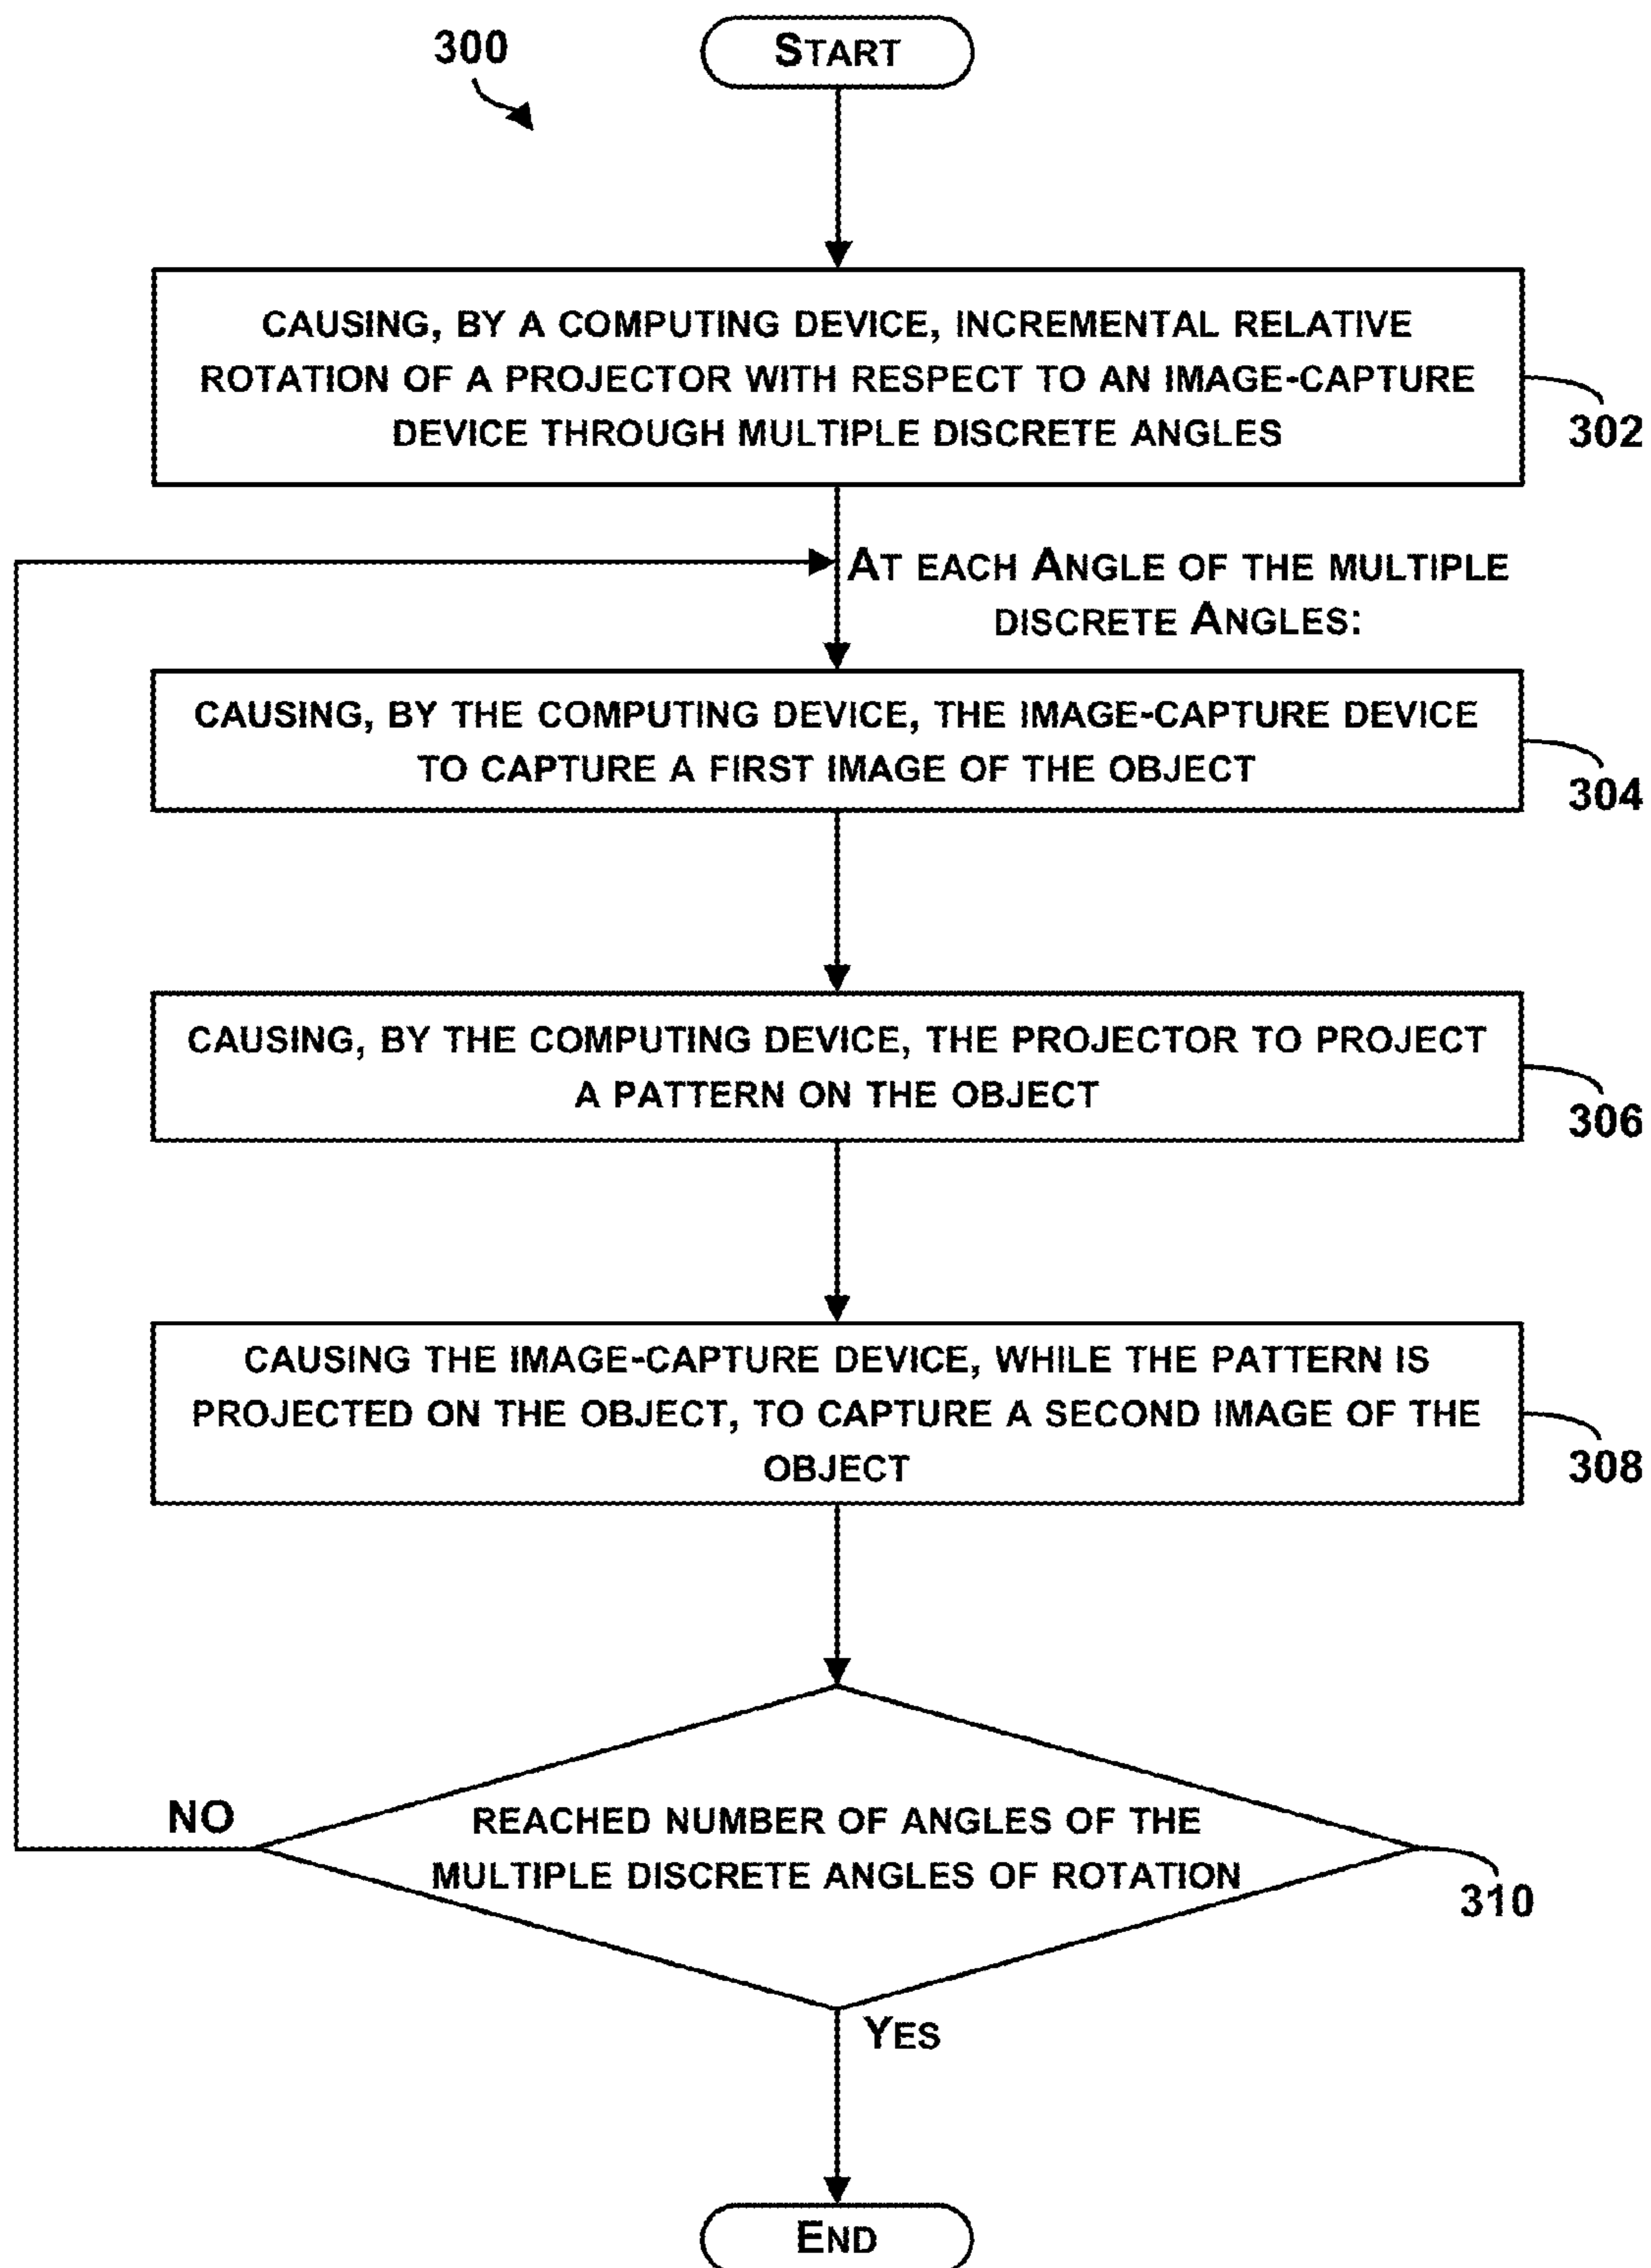 300
START
CAUSING, BY A COMPUTING DEVICE, INCREMENTAL RELATIVE
ROTATION OF A PROJECTOR WITH RESPECT TO AN IMAGE-CAPTURE
DEVICE THROUGH MULTIPLE DISCRETE ANGLES
302
AT EACH ANGLE OF THE MULTIPLE
DISCRETE ANGLES:
CAUSING, BY THE COMPUTING DEVICE, THE IMAGE-CAPTURE DEVICE
TO CAPTURE A FIRST IMAGE OF THE OBJECT
304
CAUSING, BY THE COMPUTING DEVICE, THE PROJECTOR TO PROJECT
A PATTERN ON THE OBJECT
306
CAUSING THE IMAGE-CAPTURE DEVICE, WHILE THE PATTERN IS
PROJECTED ON THE OBJECT, TO CAPTURE A SECOND IMAGE OF THE
OBJECT
308
NO
REACHED NUMBER OF ANGLES OF THE
MULTIPLE DISCRETE ANGLES OF ROTATION
310
YES
END